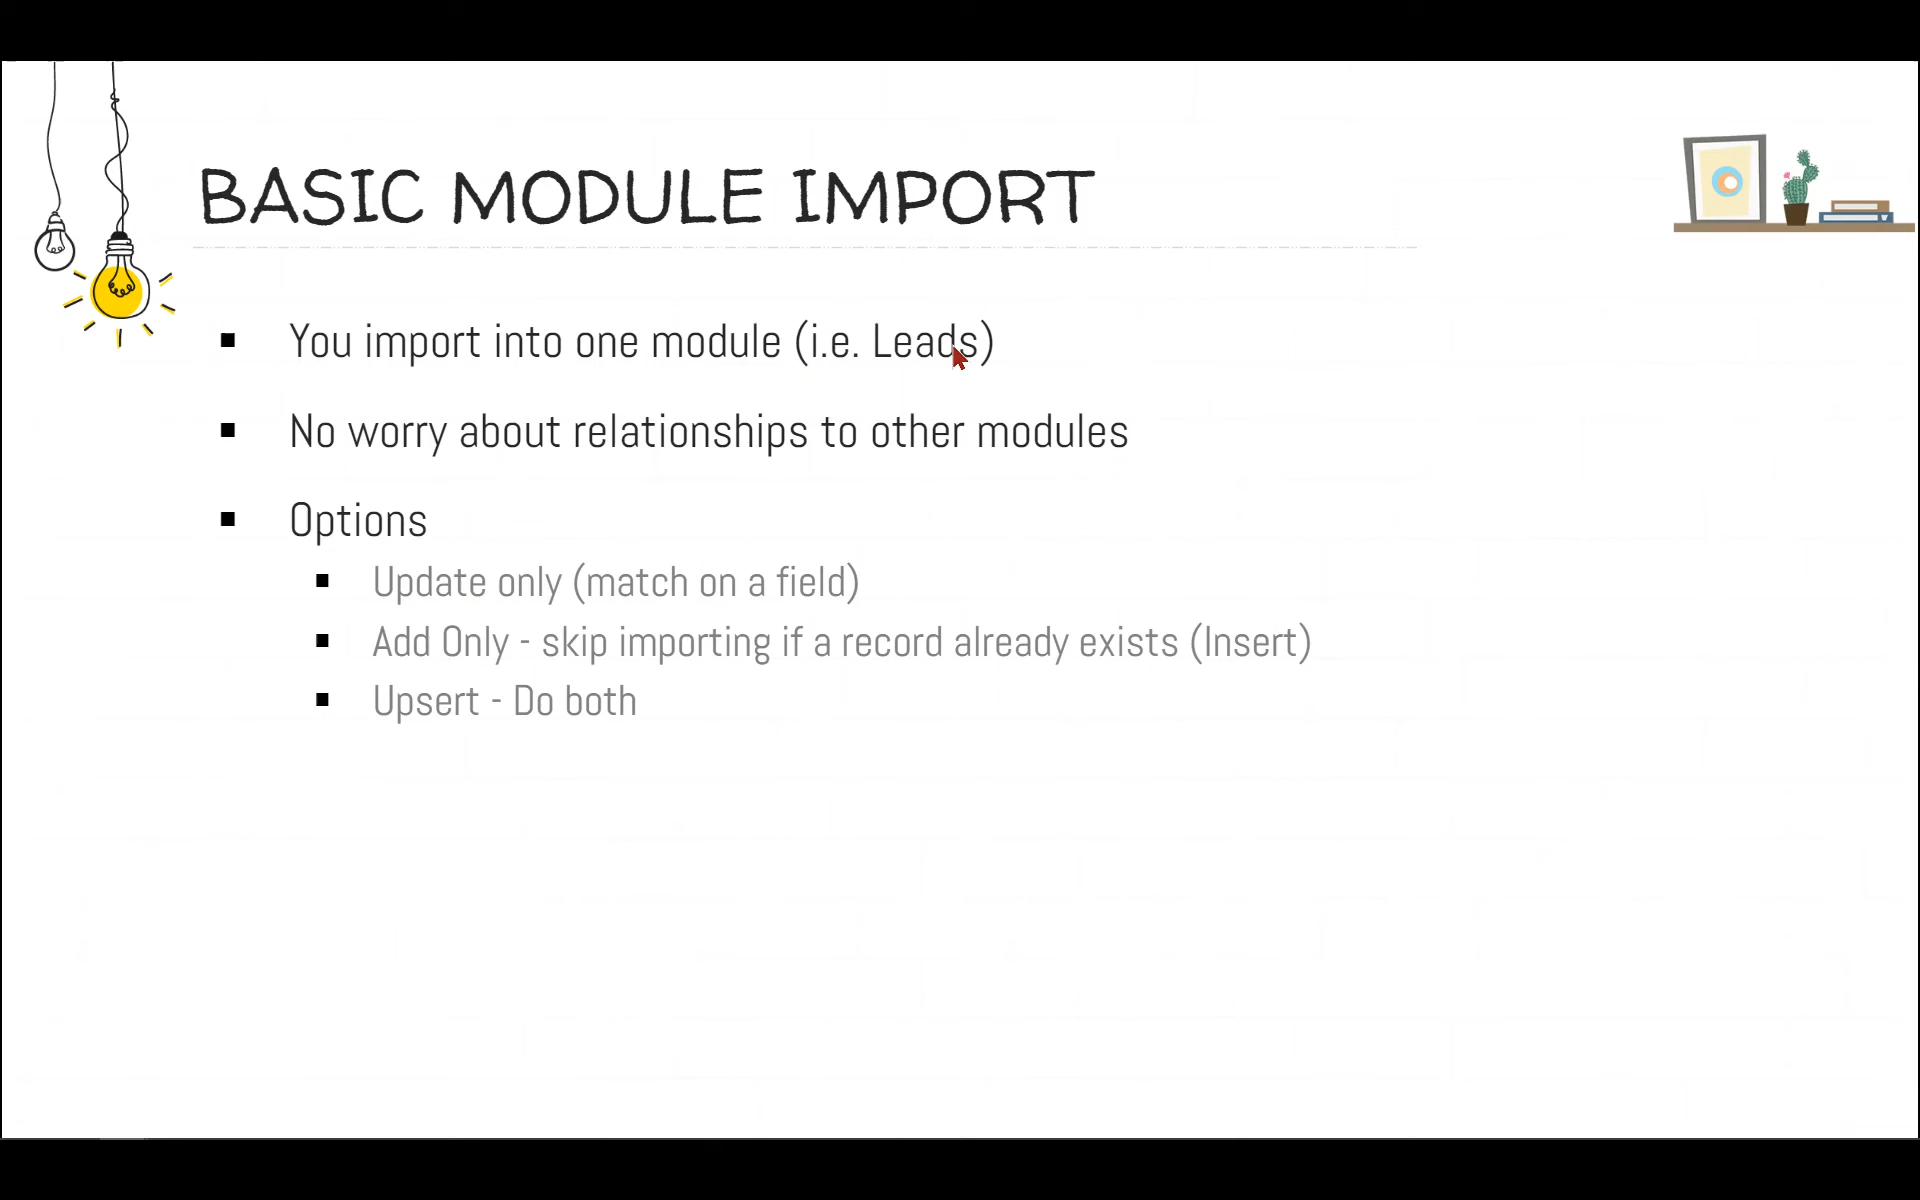 BASIC MODULE IMPORT
You import into one module (i.e. Leads)
No worry about relationships to other modules
Options
Update only (match on a field)
Add Only - skip importing if a record already exists (Insert)
Upsert - Do both